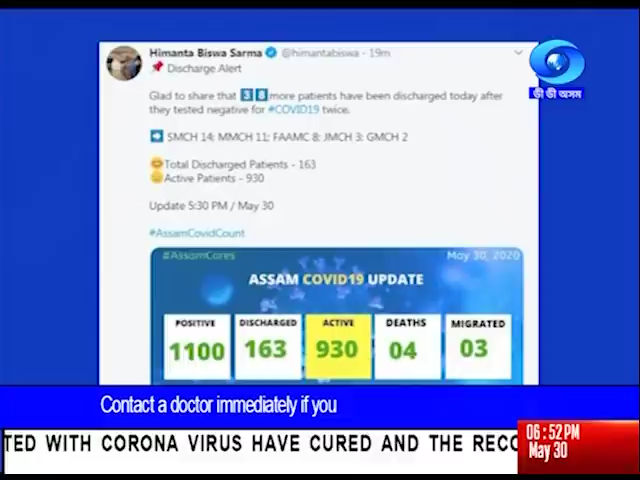 Himanta Biswa Sarma @himantabiswa · 19m
Discharge Alert
Glad to share that 38 more patients have been discharged today after
they tested negative for #COVID19 twice.
SMCH 14; MMCH 11; FAAMC 8; JMCH 3; GMCH 2
Total Discharged Patients - 163
Active Patients - 930
Update 5:30 PM / May 30
#AssamCovidCount
#AssamCares May 30, 2020
ASSAM COVID19 UPDATE
POSITIVE DISCHARGED ACTIVE DEATHS MIGRATED
1100 163 930 04 03
ডী ডী অসম
Contact a doctor immediately if you
TED WITH CORONA VIRUS HAVE CURED AND THE RECO
06:52PM
May 30